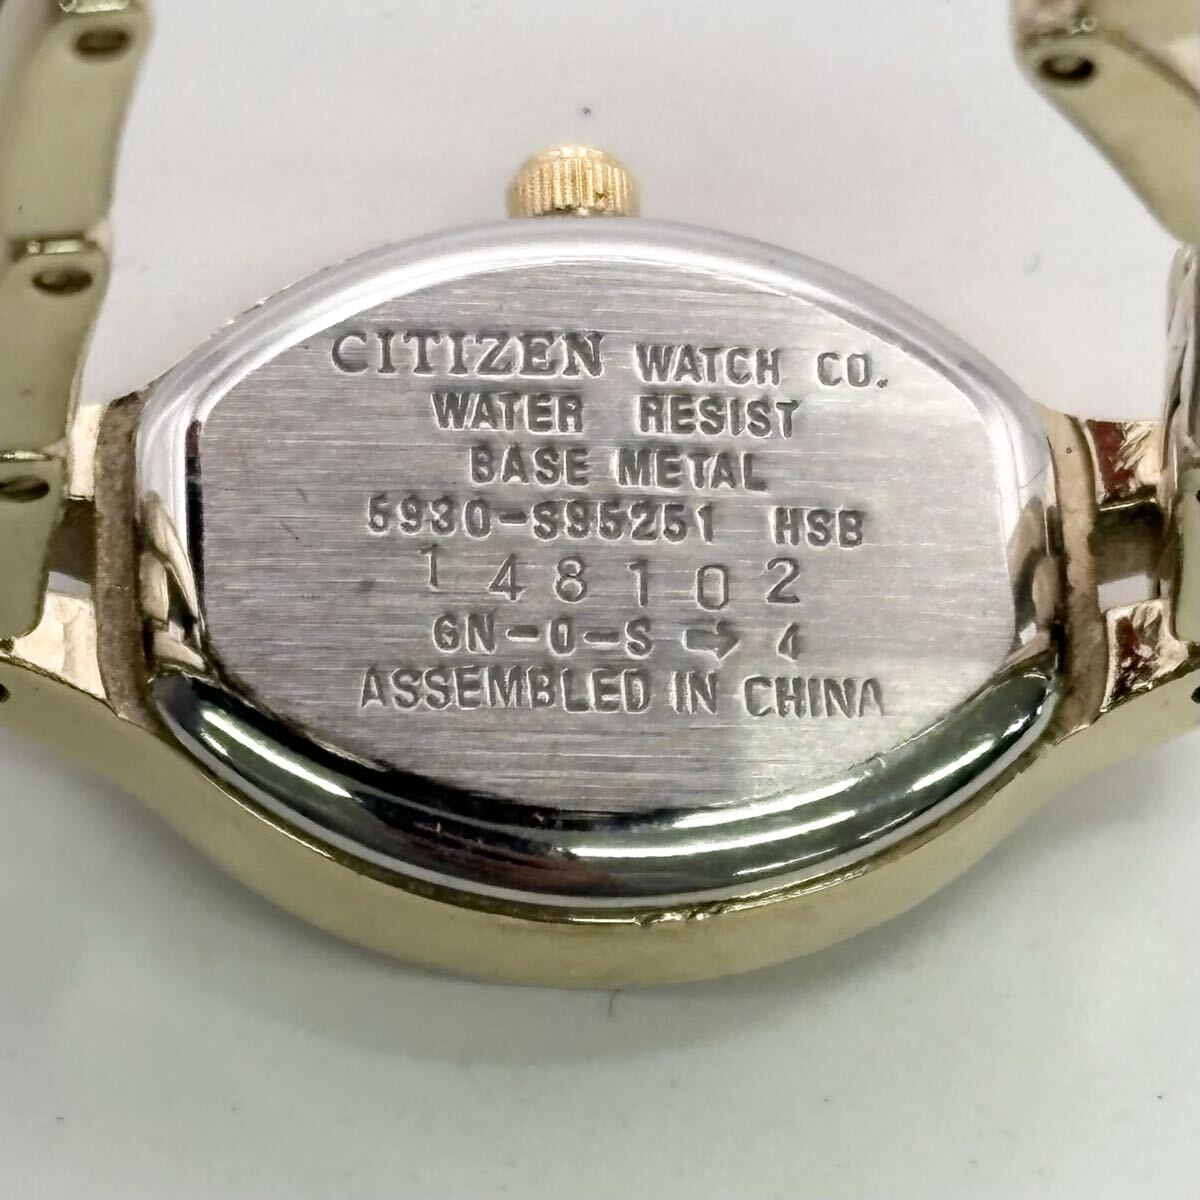 CITIZEN WATCH CO.
WATER RESIST
BASE METAL
5930-S95251 HSB
148102
GN-0-S ➩ 4
ASSEMBLED IN CHINA